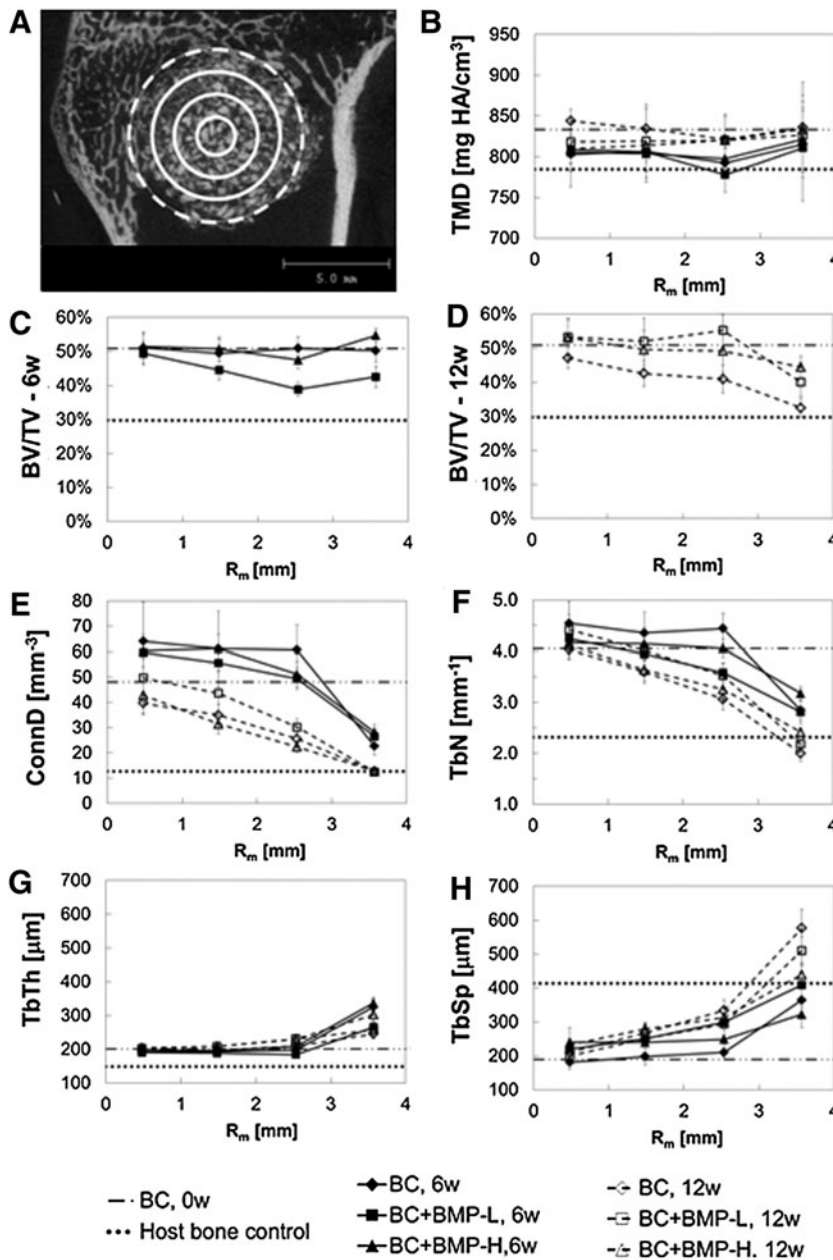 A
5.0 mm
B
TMD [mg HA/cm³]
900
850
800
750
700
0 1 2 3 4
Rₘ [mm]
C
BV/TV - 6w
60%
50%
40%
30%
20%
10%
0%
0 1 2 3 4
Rₘ [mm]
D
BV/TV - 12w
60%
50%
40%
30%
20%
10%
0%
0 1 2 3 4
Rₘ [mm]
E
ConnD [mm⁻³]
80
70
60
50
40
30
20
10
0
0 1 2 3 4
Rₘ [mm]
F
TbN [mm⁻¹]
5.0
4.0
3.0
2.0
1.0
0 1 2 3 4
Rₘ [mm]
G
TbTh [µm]
700
600
500
400
300
200
100
0 1 2 3 4
Rₘ [mm]
H
TbSp [µm]
700
600
500
400
300
200
100
0 1 2 3 4
Rₘ [mm]
BC, 0w
Host bone control
BC, 6w
BC+BMP-L, 6w
BC+BMP-H,6w
BC, 12w
BC+BMP-L, 12w
BC+BMP-H. 12w